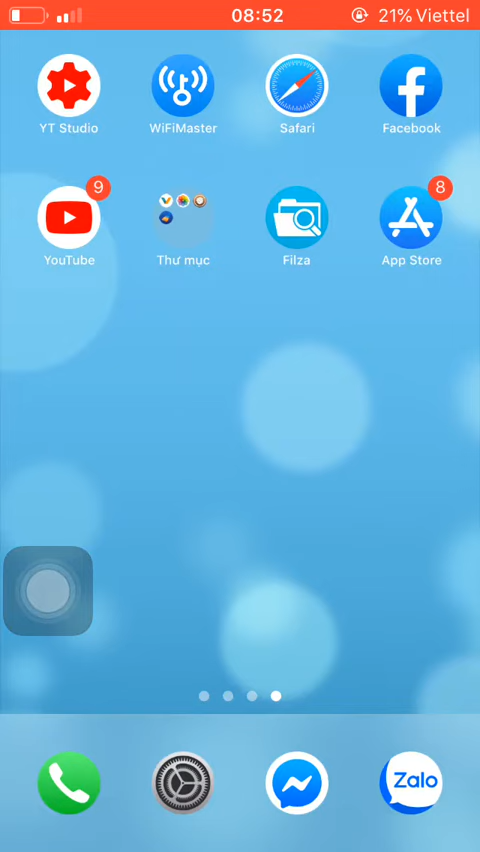 08:52
21% Viettel
YT Studio
WiFiMaster
Safari
Facebook
9
8
YouTube
Thư mục
Filza
App Store
Zalo